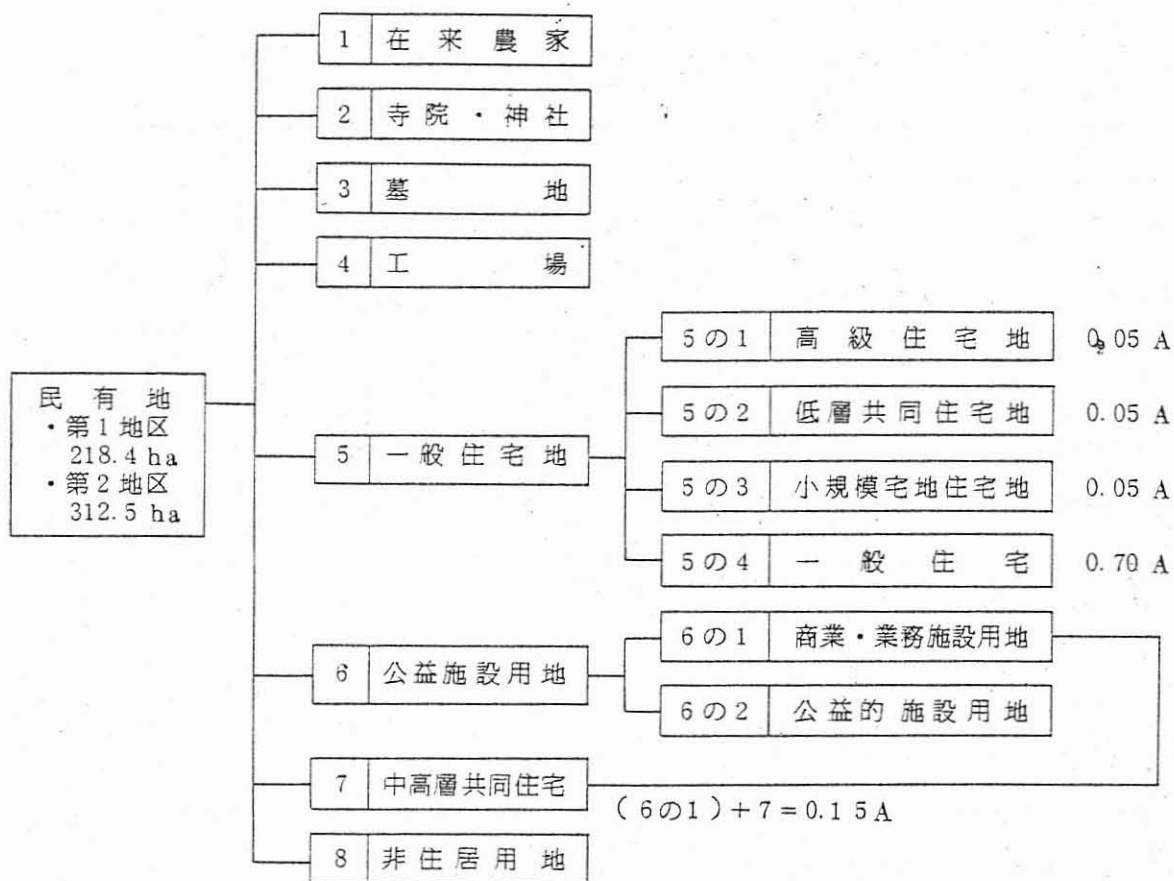 民有地
・第1地区
218.4 ha
・第2地区
312.5 ha
1 在来農家
2 寺院・神社
3 墓地
4 工場
5 一般住宅地
5の1 高級住宅地 0.05 A
5の2 低層共同住宅地 0.05 A
5の3 小規模宅地住宅地 0.05 A
5の4 一般住宅 0.70 A
6 公益施設用地
6の1 商業・業務施設用地
6の2 公益的施設用地
7 中高層共同住宅
(6の1)+7=0.15A
8 非住居用地